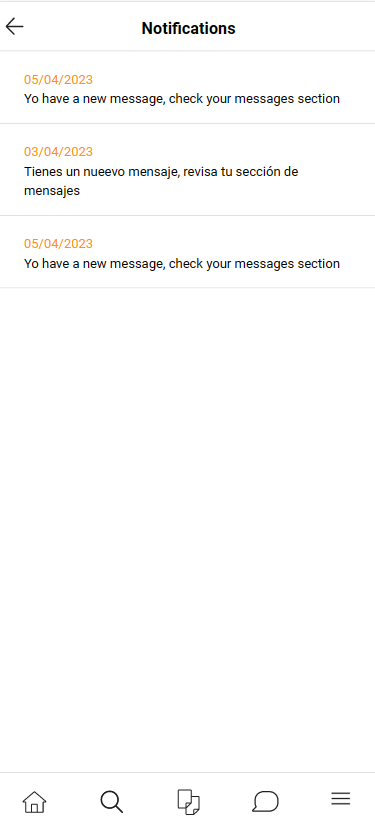 Notifications
05/04/2023
Yo have a new message, check your messages section
03/04/2023
Tienes un nueevo mensaje, revisa tu sección de
mensajes
05/04/2023
Yo have a new message, check your messages section